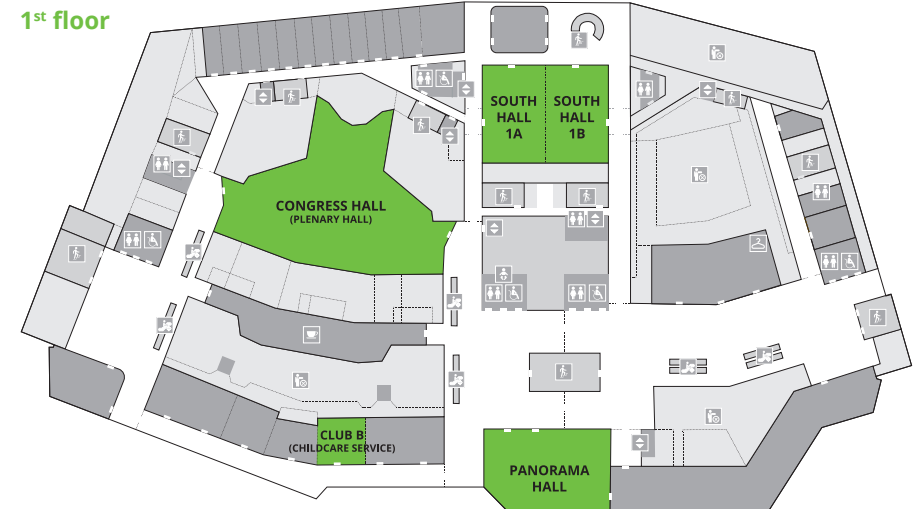 1st floor
SOUTH
HALL
1A
SOUTH
HALL
1B
CONGRESS HALL
(PLENARY HALL)
CLUB B
(CHILDCARE SERVICE)
PANORAMA
HALL